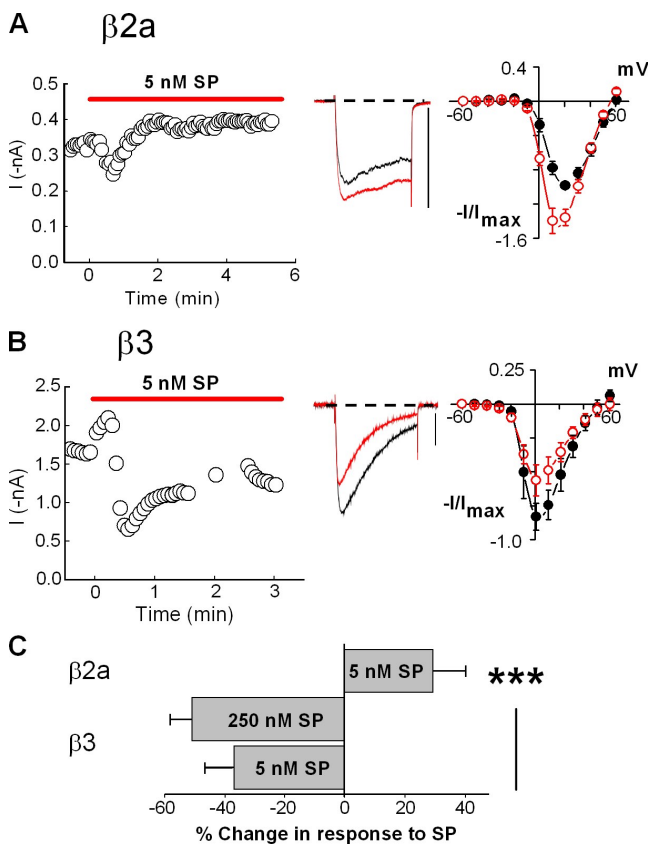 A
β2a
5 nM SP
0.5
0.4
0.3
0.2
0.1
0.0
I (-nA)
0
2
4
6
Time (min)
0.4
mV
-60
60
-I/Imax
-1.6
B
β3
5 nM SP
2.5
2.0
1.5
1.0
0.5
0.0
I (-nA)
0
1
2
3
Time (min)
0.25
mV
-60
60
-I/Imax
-1.0
C
β2a
5 nM SP
***
250 nM SP
β3
5 nM SP
-60 -40 -20 0 20 40
% Change in response to SP